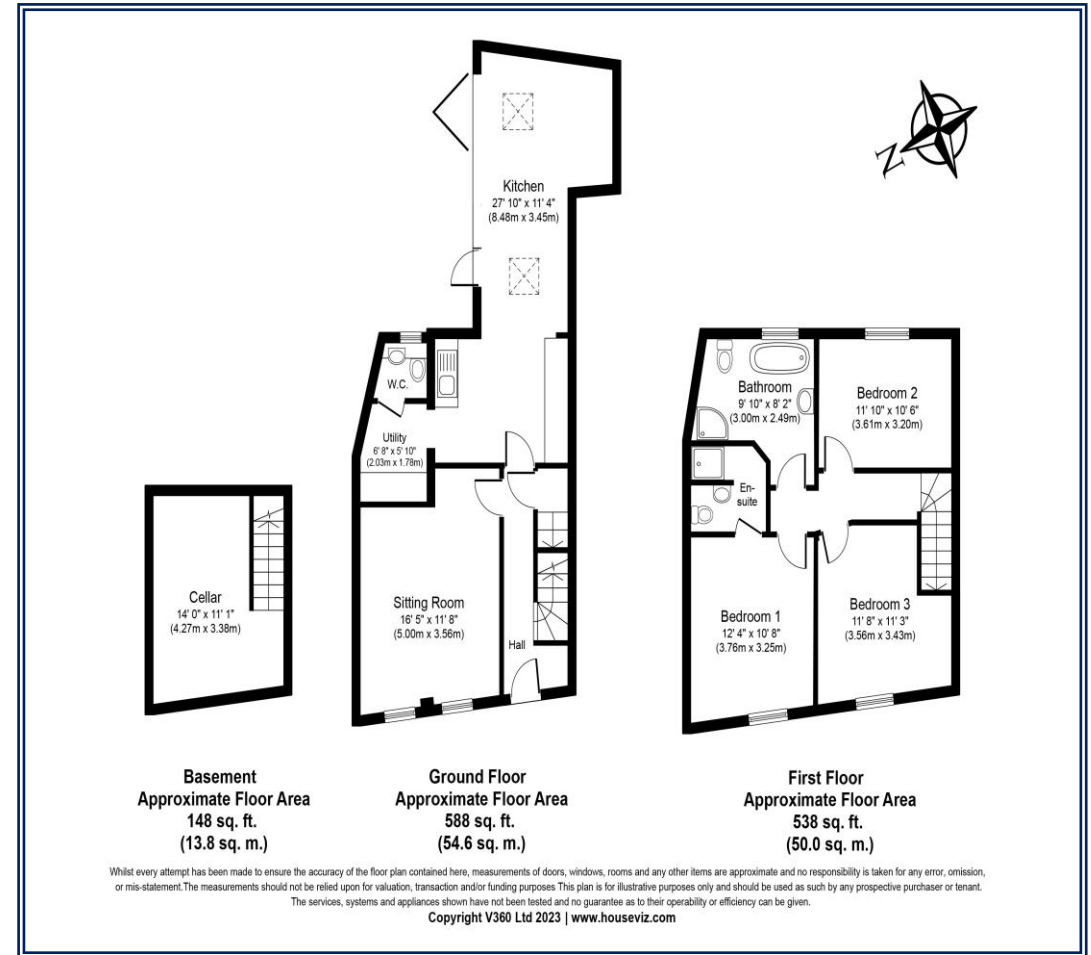 N
Kitchen
27' 10" x 11' 4"
(8.48m x 3.45m)
W.C.
Utility
6' 8" x 5' 10"
(2.03m x 1.78m)
Sitting Room
16' 5" x 11' 8"
(5.00m x 3.56m)
Hall
Cellar
14' 0" x 11' 1"
(4.27m x 3.38m)
Bathroom
9' 10" x 8' 2"
(3.00m x 2.49m)
Bedroom 2
11' 10" x 10' 6"
(3.61m x 3.20m)
En-
suite
Bedroom 1
12' 4" x 10' 8"
(3.76m x 3.25m)
Bedroom 3
11' 8" x 11' 3"
(3.56m x 3.43m)
Basement
Approximate Floor Area
148 sq. ft.
(13.8 sq. m.)
Ground Floor
Approximate Floor Area
588 sq. ft.
(54.6 sq. m.)
First Floor
Approximate Floor Area
538 sq. ft.
(50.0 sq. m.)
Whilst every attempt has been made to ensure the accuracy of the floor plan contained here, measurements of doors, windows, rooms and any other items are approximate and no responsibility is taken for any error, omission,
or mis-statement.The measurements should not be relied upon for valuation, transaction and/or funding purposes This plan is for illustrative purposes only and should be used as such by any prospective purchaser or tenant.
The services, systems and appliances shown have not been tested and no guarantee as to their operability or efficiency can be given.
Copyright V360 Ltd 2023 | www.houseviz.com